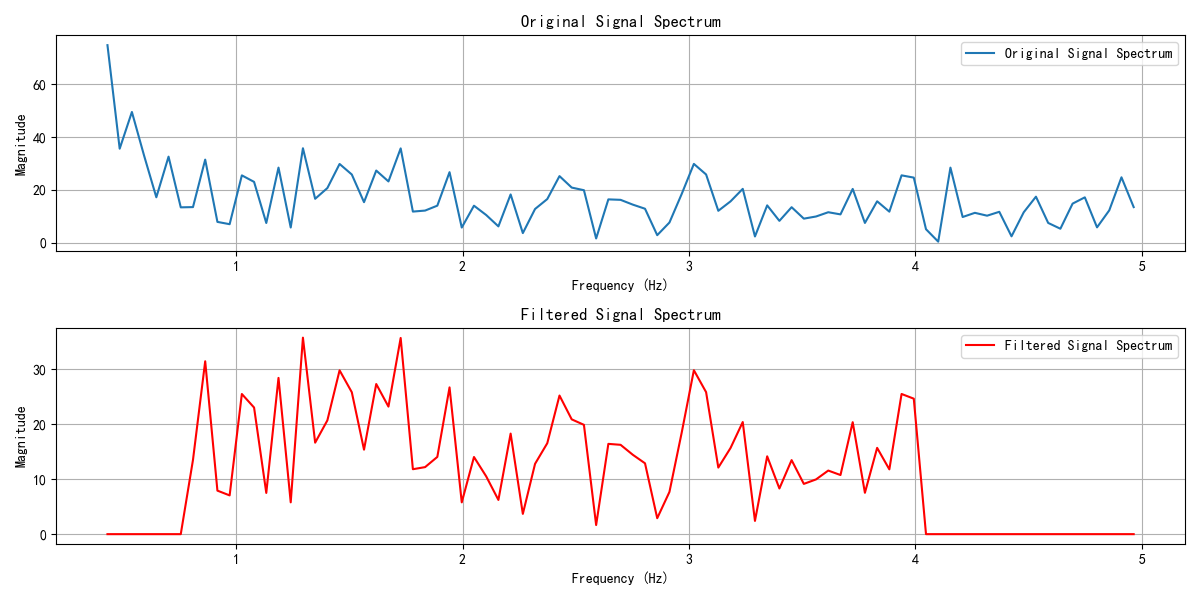 Original Signal Spectrum
Original Signal Spectrum
Magnitude
60
40
20
0
1 2 3 4 5
Frequency (Hz)
Filtered Signal Spectrum
Filtered Signal Spectrum
Magnitude
30
20
10
0
1 2 3 4 5
Frequency (Hz)